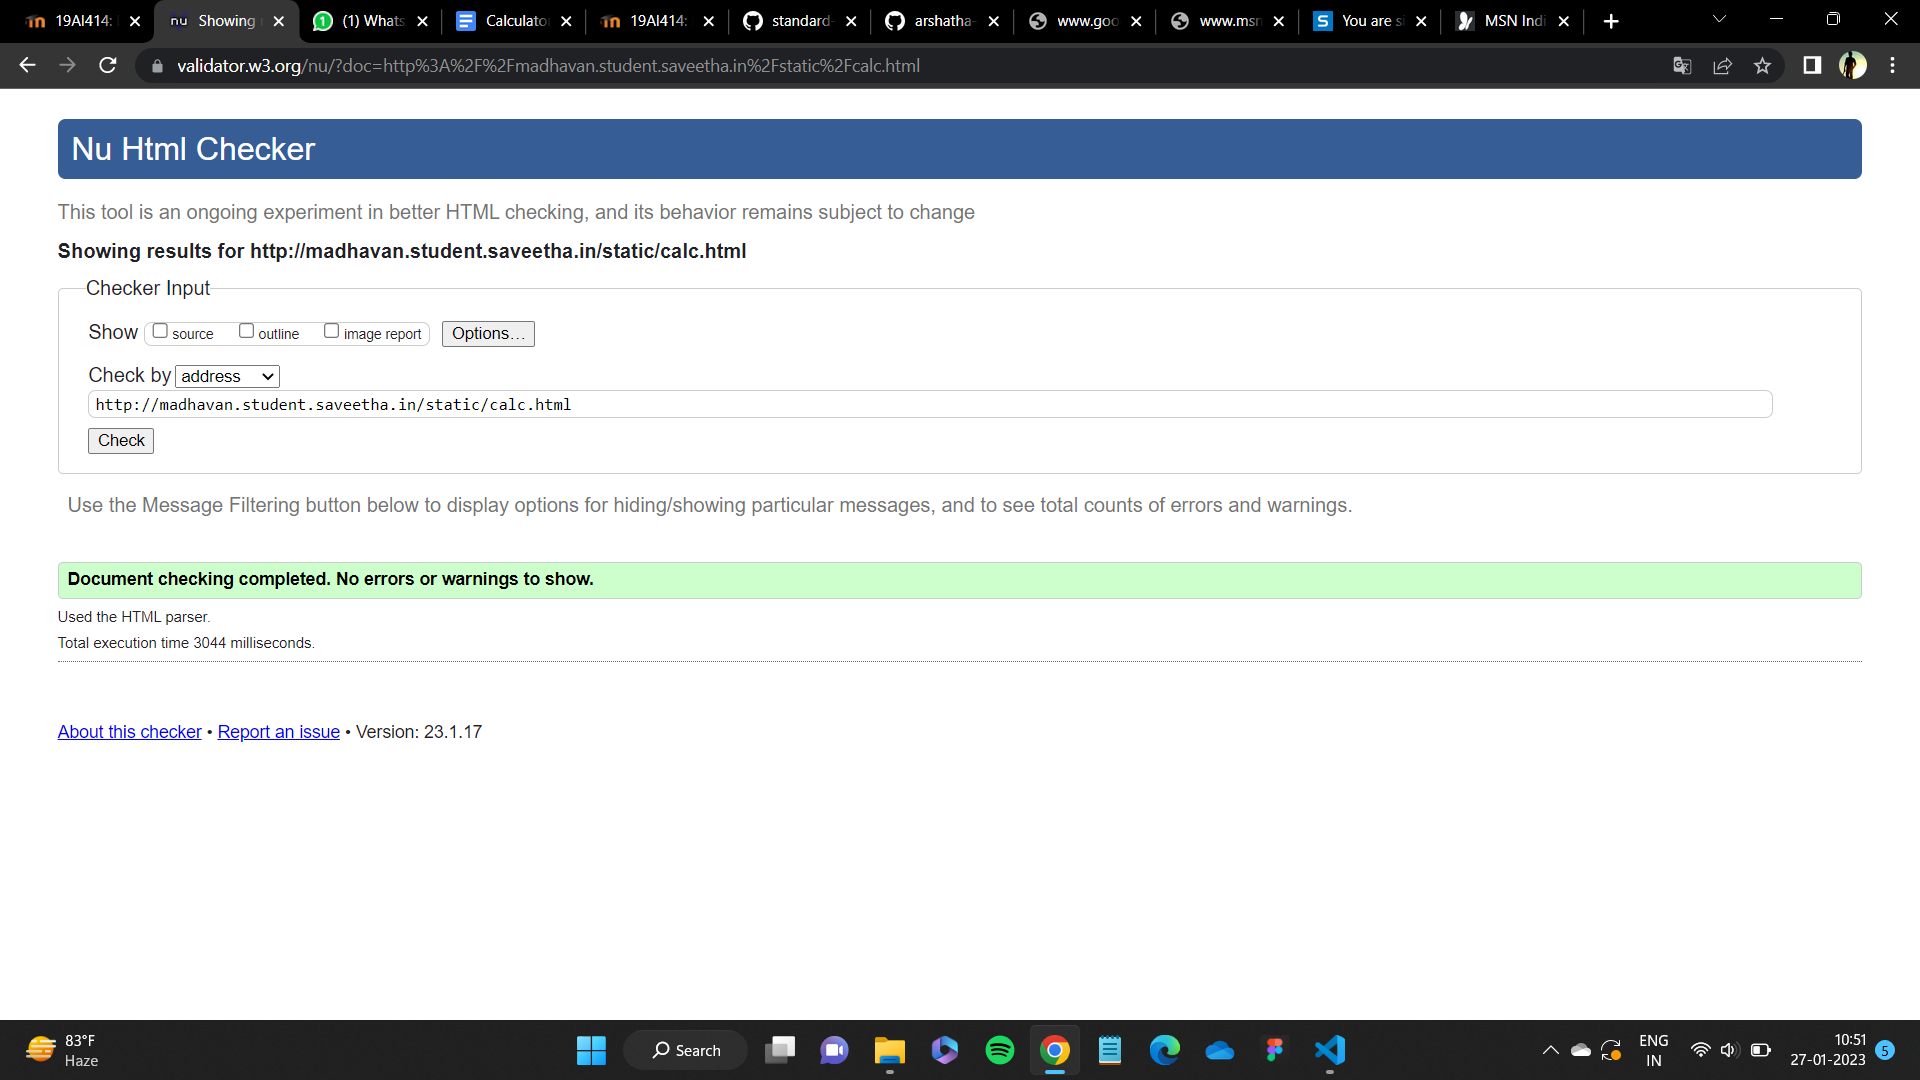 19AI414:
Showing
(1) Whats
Calculato
19AI414:
standard-
arshatha-
www.goo
www.msn
You are si
MSN Indi
validator.w3.org/nu/?doc=http%3A%2F%2Fmadhavan.student.saveetha.in%2Fstatic%2Fcalc.html
Nu Html Checker
This tool is an ongoing experiment in better HTML checking, and its behavior remains subject to change
Showing results for http://madhavan.student.saveetha.in/static/calc.html
Checker Input
Show source outline image report Options...
Check by address
http://madhavan.student.saveetha.in/static/calc.html
Check
Use the Message Filtering button below to display options for hiding/showing particular messages, and to see total counts of errors and warnings.
Document checking completed. No errors or warnings to show.
Used the HTML parser.
Total execution time 3044 milliseconds.
About this checker • Report an issue • Version: 23.1.17
83°F
Haze
Search
ENG
IN
10:51
27-01-2023
5